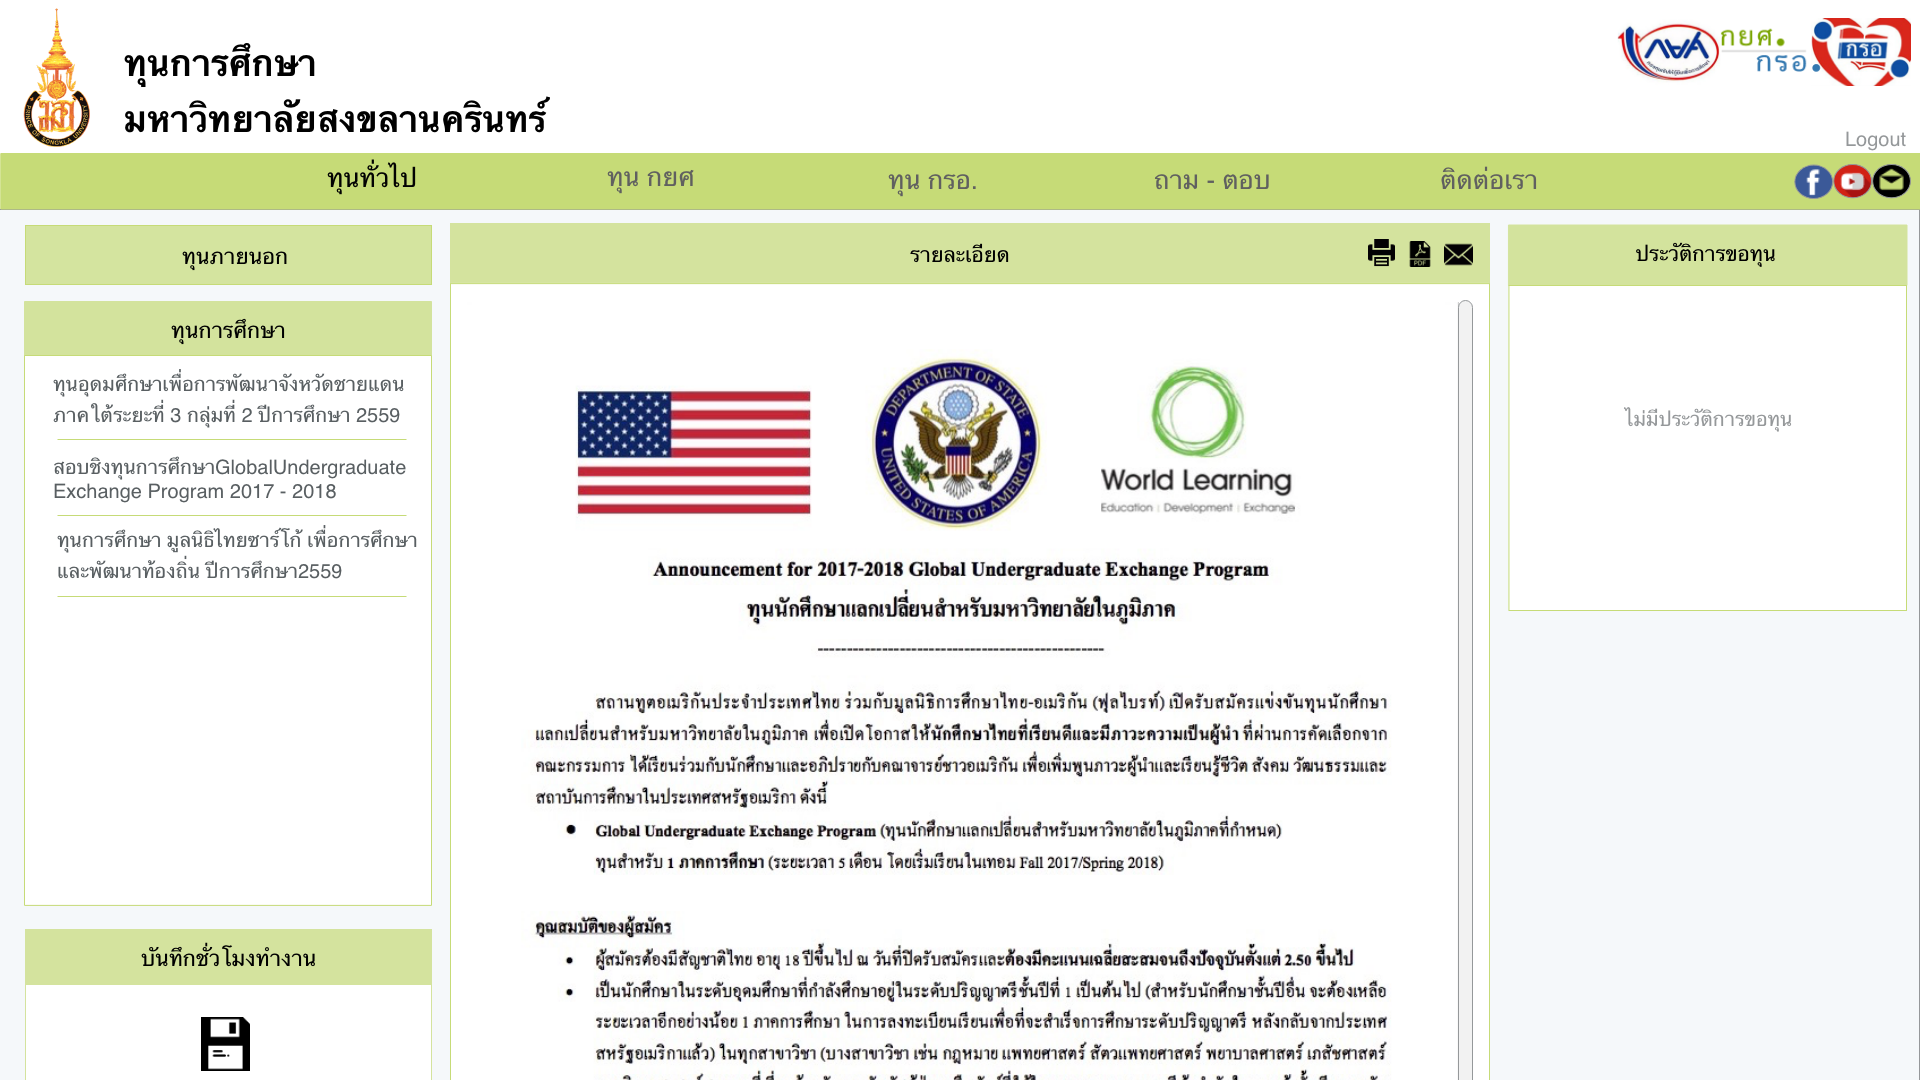 ทุนการศึกษา
มหาวิทยาลัยสงขลานครินทร์
กยศ.
กรอ.
กรอ
Logout
ทุนทั่วไป
ทุน กยศ
ทุน กรอ.
ถาม - ตอบ
ติดต่อเรา
ทุนภายนอก
ทุนการศึกษา
ทุนอุดมศึกษาเพื่อการพัฒนาจังหวัดชายแดน
ภาคใต้ระยะที่ 3 กลุ่มที่ 2 ปีการศึกษา 2559
สอบชิงทุนการศึกษาGlobalUndergraduate
Exchange Program 2017 - 2018
ทุนการศึกษา มูลนิธิไทยซาร์โก้ เพื่อการศึกษา
และพัฒนาท้องถิ่น ปีการศึกษา2559
บันทึกชั่วโมงทำงาน
รายละเอียด
PDF
DEPARTMENT OF STATE
UNITED STATES OF AMERICA
World Learning
Education | Development | Exchange
Announcement for 2017-2018 Global Undergraduate Exchange Program
ทุนนักศึกษาแลกเปลี่ยนสำหรับมหาวิทยาลัยในภูมิภาค
--------------------------------------------------
สถานทูตอเมริกันประจำประเทศไทย ร่วมกับมูลนิธิการศึกษาไทย-อเมริกัน (ฟุลไบรท์) เปิดรับสมัครแข่งขันทุนนักศึกษา
แลกเปลี่ยนสำหรับมหาวิทยาลัยในภูมิภาค เพื่อเปิดโอกาสให้นักศึกษาไทยที่เรียนดีและมีภาวะความเป็นผู้นำ ที่ผ่านการคัดเลือกจาก
คณะกรรมการ ได้เรียนร่วมกับนักศึกษาและอภิปรายกับคณาจารย์ชาวอเมริกัน เพื่อเพิ่มพูนภาวะผู้นำและเรียนรู้ชีวิต สังคม วัฒนธรรมและ
สถาบันการศึกษาในประเทศสหรัฐอเมริกา ดังนี้
● Global Undergraduate Exchange Program (ทุนนักศึกษาแลกเปลี่ยนสำหรับมหาวิทยาลัยในภูมิภาคที่กำหนด)
ทุนสำหรับ 1 ภาคการศึกษา (ระยะเวลา 5 เดือน โดยเริ่มเรียนในเทอม Fall 2017/Spring 2018)
คุณสมบัติของผู้สมัคร
• ผู้สมัครต้องมีสัญชาติไทย อายุ 18 ปีขึ้นไป ณ วันที่ปิดรับสมัครและต้องมีคะแนนเฉลี่ยสะสมจนถึงปัจจุบันตั้งแต่ 2.50 ขึ้นไป
• เป็นนักศึกษาในระดับอุดมศึกษาที่กำลังศึกษาอยู่ในระดับปริญญาตรีชั้นปีที่ 1 เป็นต้นไป (สำหรับนักศึกษาชั้นปีอื่น จะต้องเหลือ
ระยะเวลาอีกอย่างน้อย 1 ภาคการศึกษา ในการลงทะเบียนเรียนเพื่อที่จะสำเร็จการศึกษาระดับปริญญาตรี หลังกลับจากประเทศ
สหรัฐอเมริกาแล้ว) ในทุกสาขาวิชา (บางสาขาวิชา เช่น กฎหมาย แพทยศาสตร์ สัตวแพทยศาสตร์ พยาบาลศาสตร์ เภสัชศาสตร์
ประวัติการขอทุน
ไม่มีประวัติการขอทุน